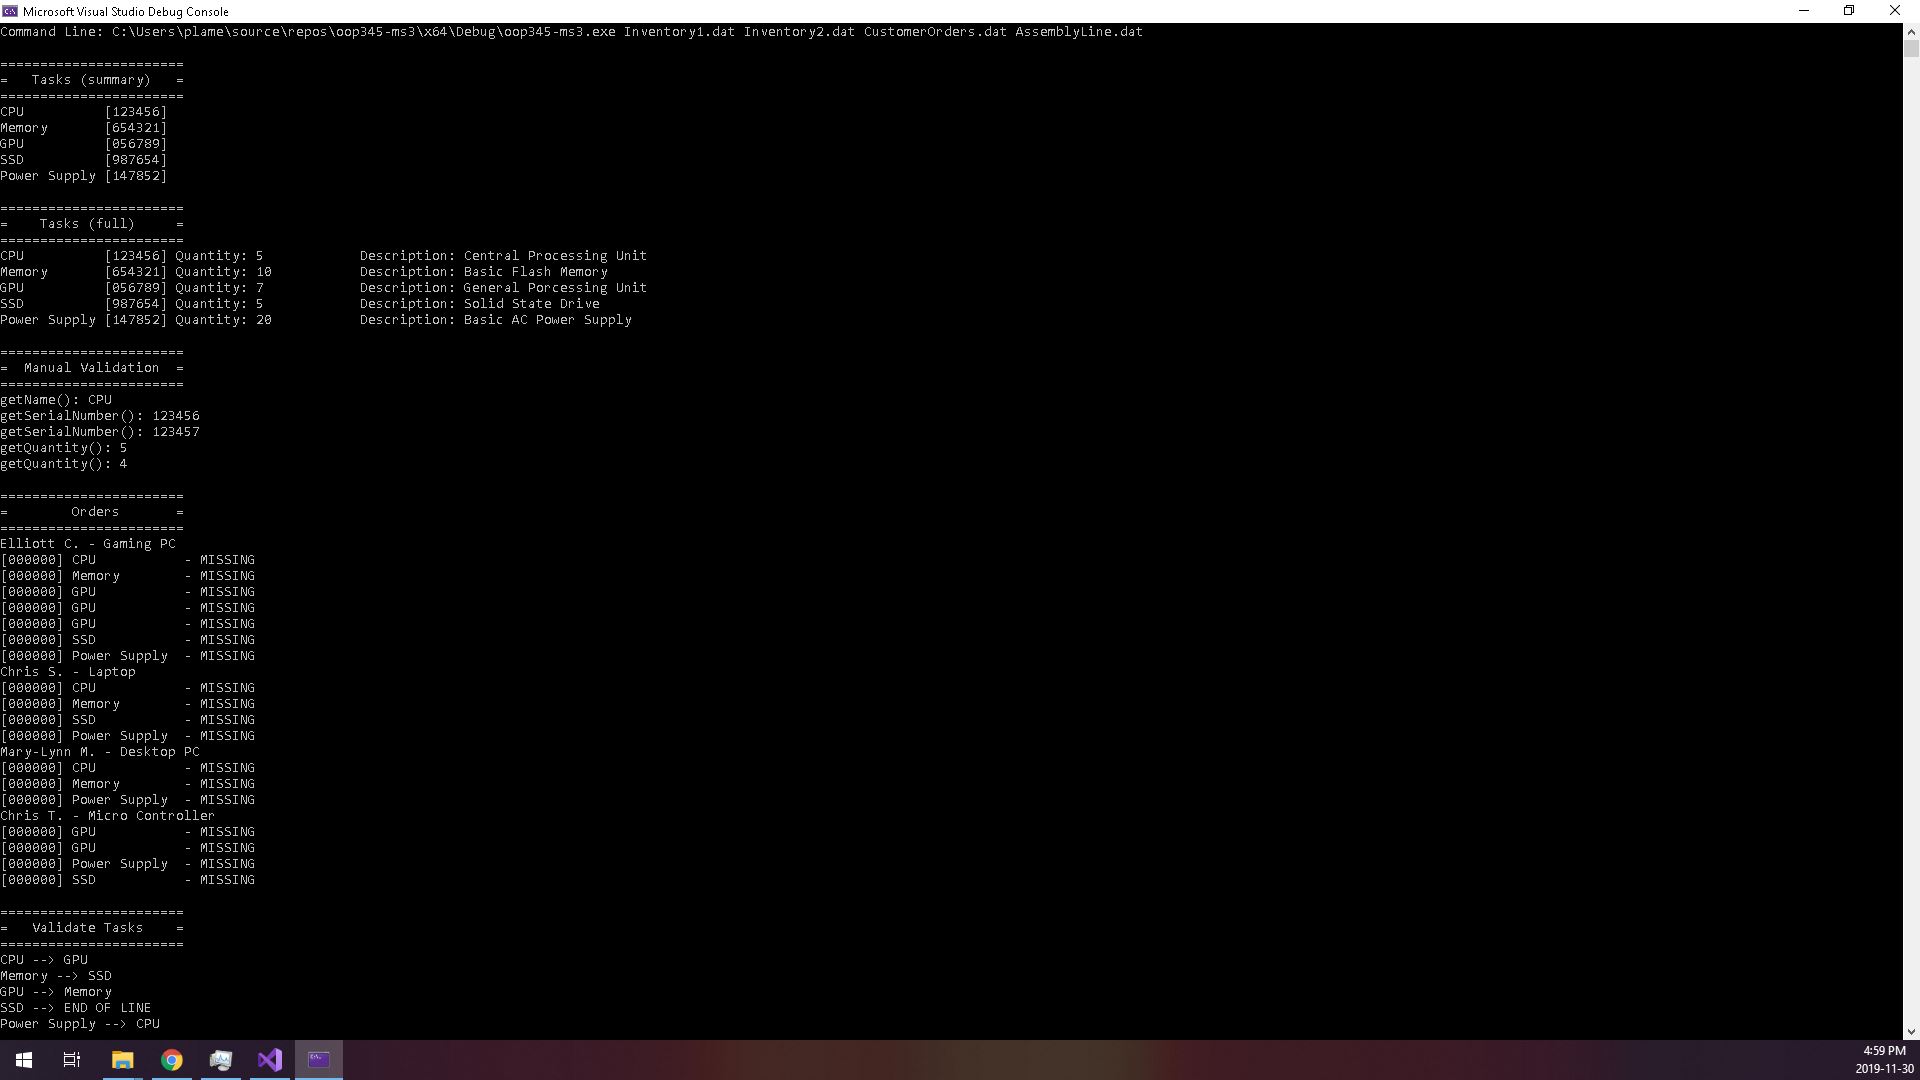 Microsoft Visual Studio Debug Console
Command Line: C:\Users\plame\source\repos\oop345-ms3\x64\Debug\oop345-ms3.exe Inventory1.dat Inventory2.dat CustomerOrders.dat AssemblyLine.dat
=======================
=   Tasks (summary)   =
=======================
CPU          [123456]
Memory       [654321]
GPU          [056789]
SSD          [987654]
Power Supply [147852]
=======================
=    Tasks (full)     =
=======================
CPU          [123456] Quantity: 5            Description: Central Processing Unit
Memory       [654321] Quantity: 10           Description: Basic Flash Memory
GPU          [056789] Quantity: 7            Description: General Porcessing Unit
SSD          [987654] Quantity: 5            Description: Solid State Drive
Power Supply [147852] Quantity: 20           Description: Basic AC Power Supply
=======================
=  Manual Validation  =
=======================
getName(): CPU
getSerialNumber(): 123456
getSerialNumber(): 123457
getQuantity(): 5
getQuantity(): 4
=======================
=        Orders       =
=======================
Elliott C. - Gaming PC
[000000] CPU           - MISSING
[000000] Memory        - MISSING
[000000] GPU           - MISSING
[000000] GPU           - MISSING
[000000] GPU           - MISSING
[000000] SSD           - MISSING
[000000] Power Supply  - MISSING
Chris S. - Laptop
[000000] CPU           - MISSING
[000000] Memory        - MISSING
[000000] SSD           - MISSING
[000000] Power Supply  - MISSING
Mary-Lynn M. - Desktop PC
[000000] CPU           - MISSING
[000000] Memory        - MISSING
[000000] Power Supply  - MISSING
Chris T. - Micro Controller
[000000] GPU           - MISSING
[000000] GPU           - MISSING
[000000] Power Supply  - MISSING
[000000] SSD           - MISSING
=======================
=   Validate Tasks    =
=======================
CPU --> GPU
Memory --> SSD
GPU --> Memory
SSD --> END OF LINE
Power Supply --> CPU
4:59 PM
2019-11-30